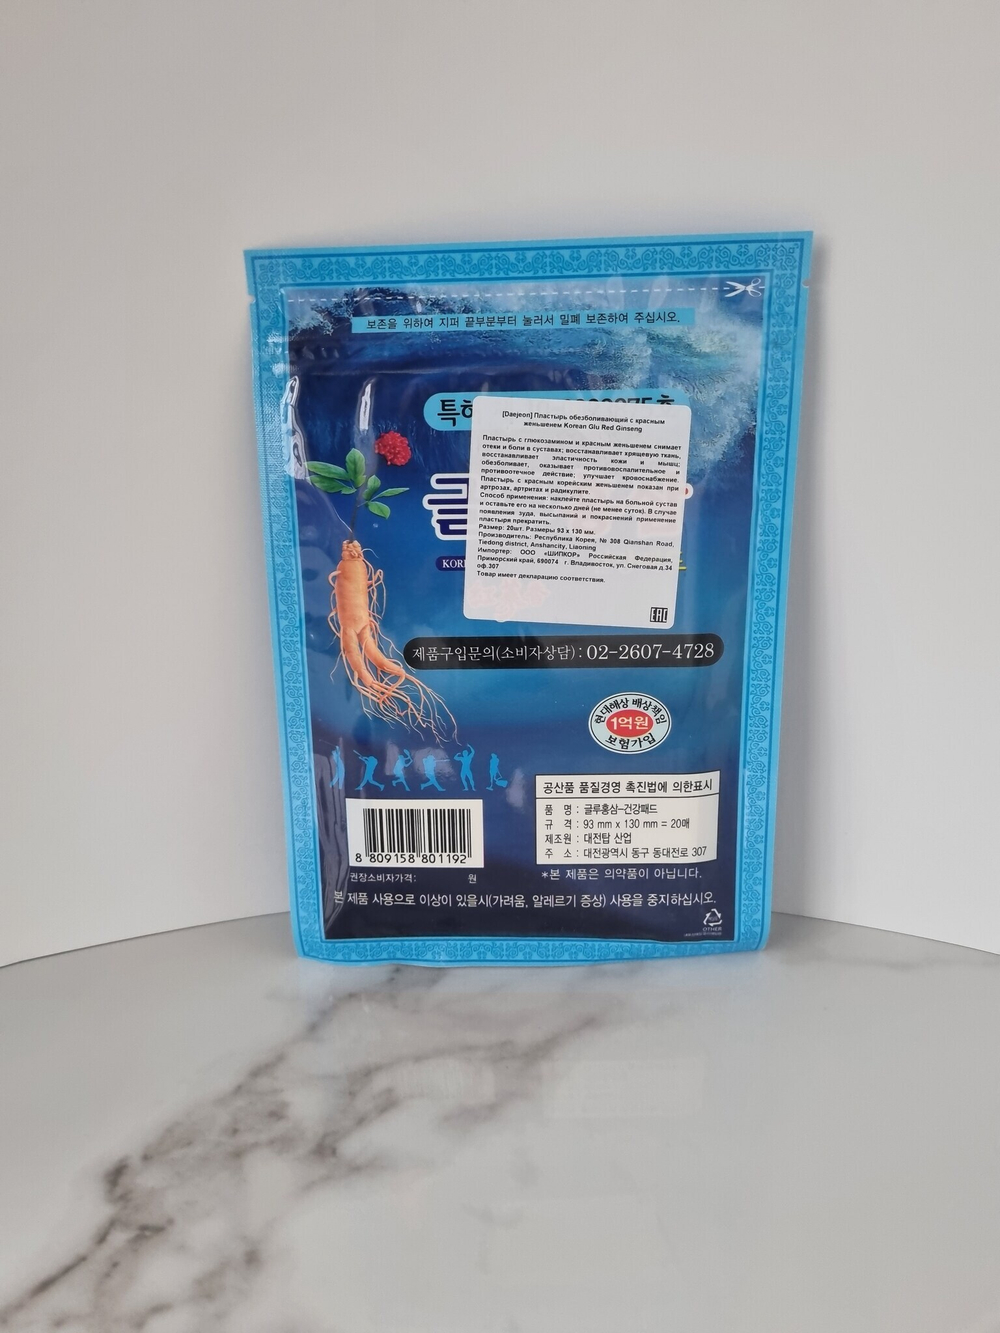 보존을 위하여 지퍼 끝부분부터 눌러서 밀폐 보존하여 주십시오.
특허
[Daejeon] Пластырь обезболивающий с красным
женьшенем Korean Glu Red Ginseng
Пластырь с глюкозамином и красным женьшенем снимает
отеки и боли в суставах; восстанавливает хрящевую ткань,
восстанавливает эластичность кожи и мышц;
обезболивает, оказывает противовоспалительное и
противоотечное действие; улучшает кровоснабжение.
Пластырь с красным корейским женьшенем показан при
артрозах, артритах и радикулите.
Способ применения: наклейте пластырь на больной сустав
и оставьте его на несколько дней (не менее суток). В случае
появления зуда, высыпаний и покраснений применение
пластыря прекратить.
Размер: 20шт. Размеры 93 x 130 мм.
Производитель: Республика Корея, № 308 Qianshan Road,
Tiedong district, Anshancity, Liaoning
Импортер: ООО «ШИПКОР» Российская Федерация,
Приморский край, 690074 г. Владивосток, ул. Снеговая д.34
оф.307
Товар имеет декларацию соответствия.
EAC
글
KORE
제품구입문의(소비자상담) : 02-2607-4728
현대해상 배상책임
1억원
보험가입
공산품 품질경영 촉진법에 의한표시
품 명 : 글루홍삼-건강패드
규 격 : 93 mm x 130 mm = 20매
제조원 : 대전탑 산업
주 소 : 대전광역시 동구 동대전로 307
8 809158 801192
권장소비자가격: 원
*본 제품은 의약품이 아닙니다.
본 제품 사용으로 이상이 있을시(가려움, 알레르기 증상) 사용을 중지하십시오.
OTHER